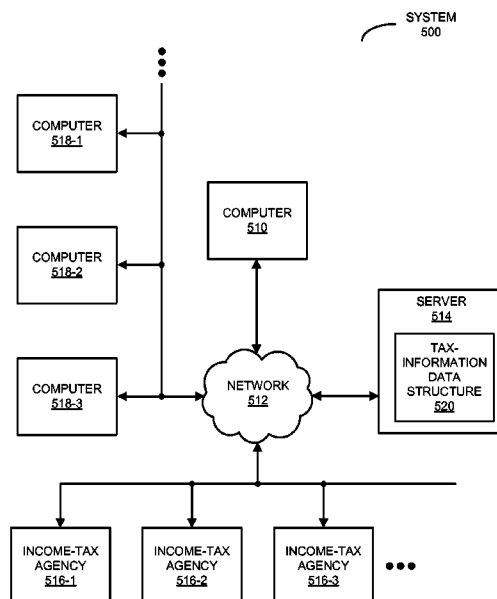 SYSTEM
500
COMPUTER
518-1
COMPUTER
510
COMPUTER
518-2
SERVER
514
TAX-
INFORMATION
DATA
STRUCTURE
520
COMPUTER
518-3
NETWORK
512
INCOME-TAX
AGENCY
516-1
INCOME-TAX
AGENCY
516-2
INCOME-TAX
AGENCY
516-3